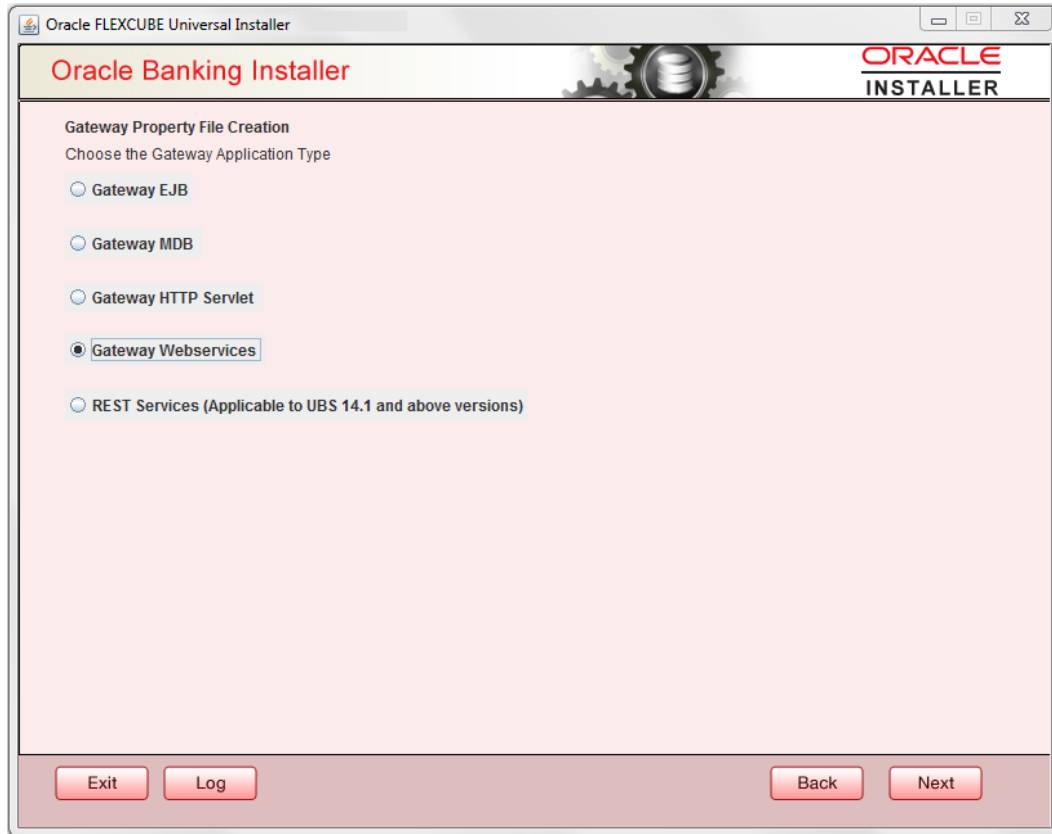 Oracle FLEXCUBE Universal Installer
Oracle Banking Installer
ORACLE
INSTALLER
Gateway Property File Creation
Choose the Gateway Application Type
Gateway EJB
Gateway MDB
Gateway HTTP Servlet
Gateway Webservices
REST Services (Applicable to UBS 14.1 and above versions)
Exit
Log
Back
Next